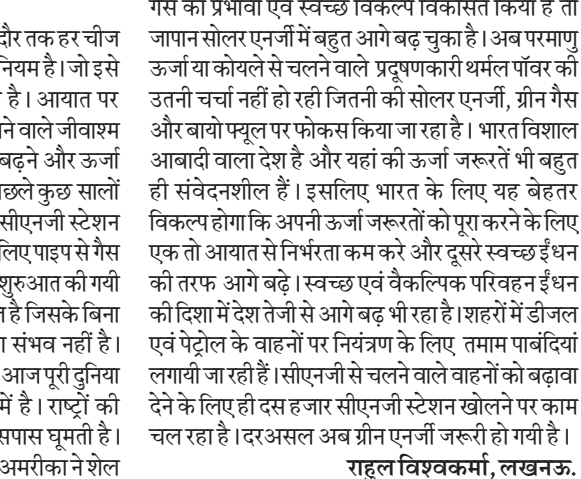 दौर तक हर चीज
नियम है। जो इसे
है। आयात पर
ने वाले जीवाश्म
बढ़ने और ऊर्जा
छले कुछ सालों
सीएनजी स्टेशन
लिए पाइप से गैस
शुरुआत की गयी
है जिसके बिना
संभव नहीं है।
आज पूरी दुनिया
में है। राष्ट्रों की
सपास घूमती है।
अमरीका ने शेल
गैस का प्रभावी एवं स्वच्छ विकल्प विकसित किया है तो
जापान सोलर एनर्जी में बहुत आगे बढ़ चुका है। अब परमाणु
ऊर्जा या कोयले से चलने वाले प्रदूषणकारी थर्मल पॉवर की
उतनी चर्चा नहीं हो रही जितनी की सोलर एनर्जी, ग्रीन गैस
और बायो फ्यूल पर फोकस किया जा रहा है। भारत विशाल
आबादी वाला देश है और यहां की ऊर्जा जरूरतें भी बहुत
ही संवेदनशील हैं। इसलिए भारत के लिए यह बेहतर
विकल्प होगा कि अपनी ऊर्जा जरूरतों को पूरा करने के लिए
एक तो आयात से निर्भरता कम करे और दूसरे स्वच्छ ईंधन
की तरफ आगे बढ़े। स्वच्छ एवं वैकल्पिक परिवहन ईंधन
की दिशा में देश तेजी से आगे बढ़ भी रहा है। शहरों में डीजल
एवं पेट्रोल के वाहनों पर नियंत्रण के लिए तमाम पाबंदियां
लगायी जा रही हैं। सीएनजी से चलने वाले वाहनों को बढ़ावा
देने के लिए ही दस हजार सीएनजी स्टेशन खोलने पर काम
चल रहा है। दरअसल अब ग्रीन एनर्जी जरूरी हो गयी है।
राहुल विश्वकर्मा, लखनऊ.